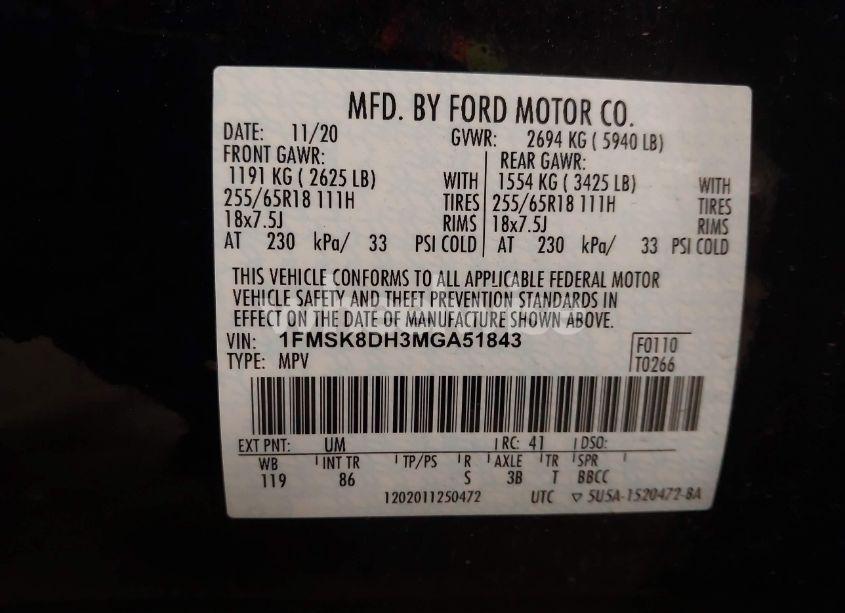 MFD. BY FORD MOTOR CO.
DATE: 11/20 GVWR: 2694 KG ( 5940 LB)
FRONT GAWR: REAR GAWR:
1191 KG ( 2625 LB) WITH 1554 KG ( 3425 LB) WITH
255/65R18 111H TIRES 255/65R18 111H TIRES
18x7.5J RIMS 18x7.5J RIMS
AT 230 kPa/ 33 PSI COLD AT 230 kPa/ 33 PSI COLD
THIS VEHICLE CONFORMS TO ALL APPLICABLE FEDERAL MOTOR
VEHICLE SAFETY AND THEFT PREVENTION STANDARDS IN
EFFECT ON THE DATE OF MANUFACTURE SHOWN ABOVE.
VIN: 1FMSK8DH3MGA51843 F0110
TYPE: MPV T0266
EXT PNT: UM RC: 41 DSO:
WB INT TR TP/PS R AXLE TR SPR
119 86 S 3B T BBCC
1202011250472 UTC ▽ 5U5A-1520472-BA